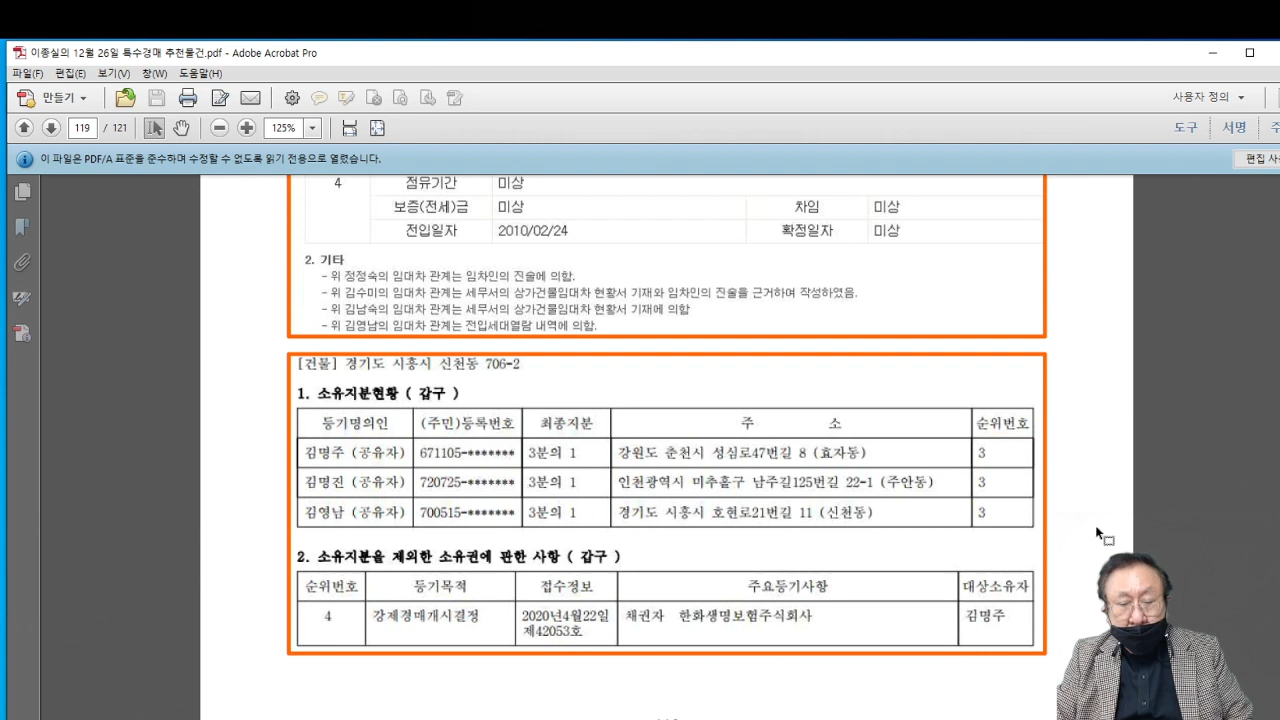 이종실의 12월 26일 특수경매 추천물건.pdf - Adobe Acrobat Pro
파일(F) 편집(E) 보기(V) 창(W) 도움말(H)
만들기 사용자 정의
119 / 121 125% 도구 서명
이 파일은 PDF/A 표준을 준수하며 수정할 수 없도록 읽기 전용으로 열렸습니다. 편집
4 점유기간 미상
보증(전세)금 미상 차임 미상
전입일자 2010/02/24 확정일자 미상
2. 기타
- 위 정정숙의 임대차 관계는 임차인의 진술에 의함.
- 위 김수미의 임대차 관계는 세무서의 상가건물임대차 현황서 기재와 임차인의 진술을 근거하여 작성하였음.
- 위 김남숙의 임대차 관계는 세무서의 상가건물임대차 현황서 기재에 의함
- 위 김영남의 임대차 관계는 전입세대열람 내역에 의함.
[건물] 경기도 시흥시 신천동 706-2
1. 소유지분현황 ( 갑구 )
등기명의인 (주민)등록번호 최종지분 주 소 순위번호
김명주 (공유자) 671105-******* 3분의 1 강원도 춘천시 성심로47번길 8 (효자동) 3
김명진 (공유자) 720725-******* 3분의 1 인천광역시 미추홀구 남주길125번길 22-1 (주안동) 3
김영남 (공유자) 700515-******* 3분의 1 경기도 시흥시 호현로21번길 11 (신천동) 3
2. 소유지분을 제외한 소유권에 관한 사항 ( 갑구 )
순위번호 등기목적 접수정보 주요등기사항 대상소유자
4 강제경매개시결정 2020년4월22일 채권자 한화생명보험주식회사 김명주
제42053호